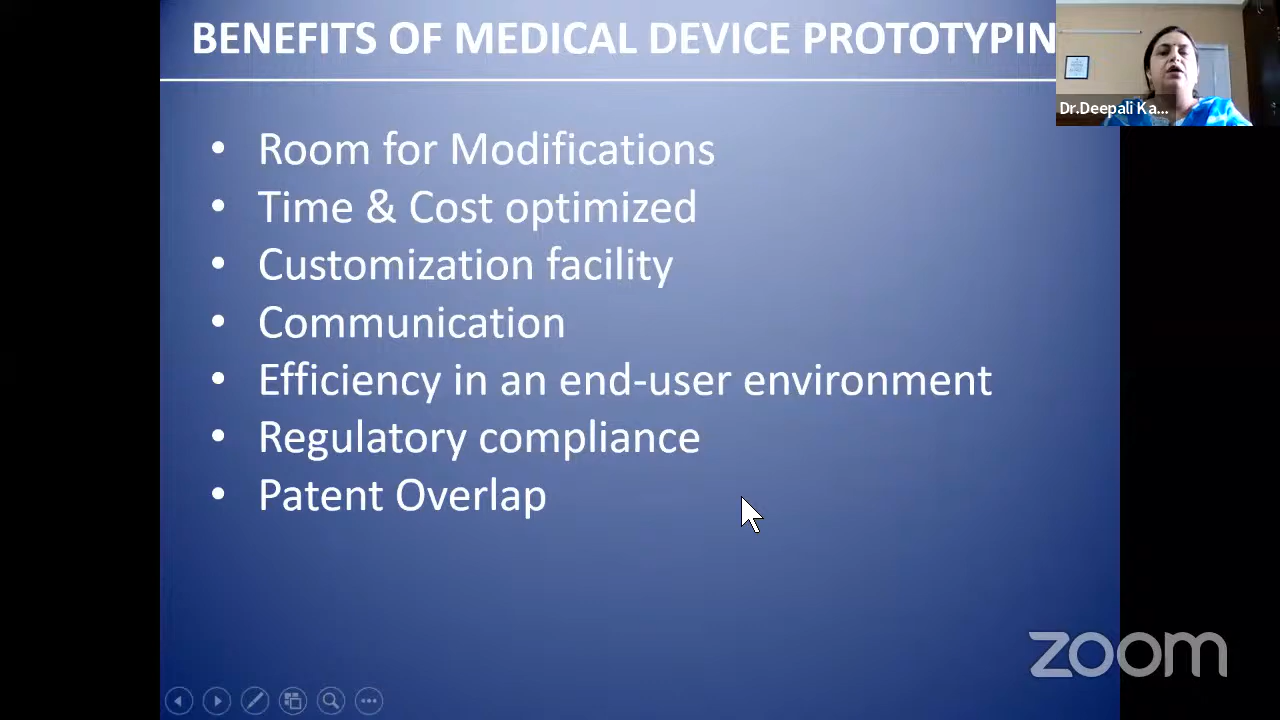 BENEFITS OF MEDICAL DEVICE PROTOTYPIN
Dr.Deepali Ka...
• Room for Modifications
• Time & Cost optimized
• Customization facility
• Communication
• Efficiency in an end-user environment
• Regulatory compliance
• Patent Overlap
zoom